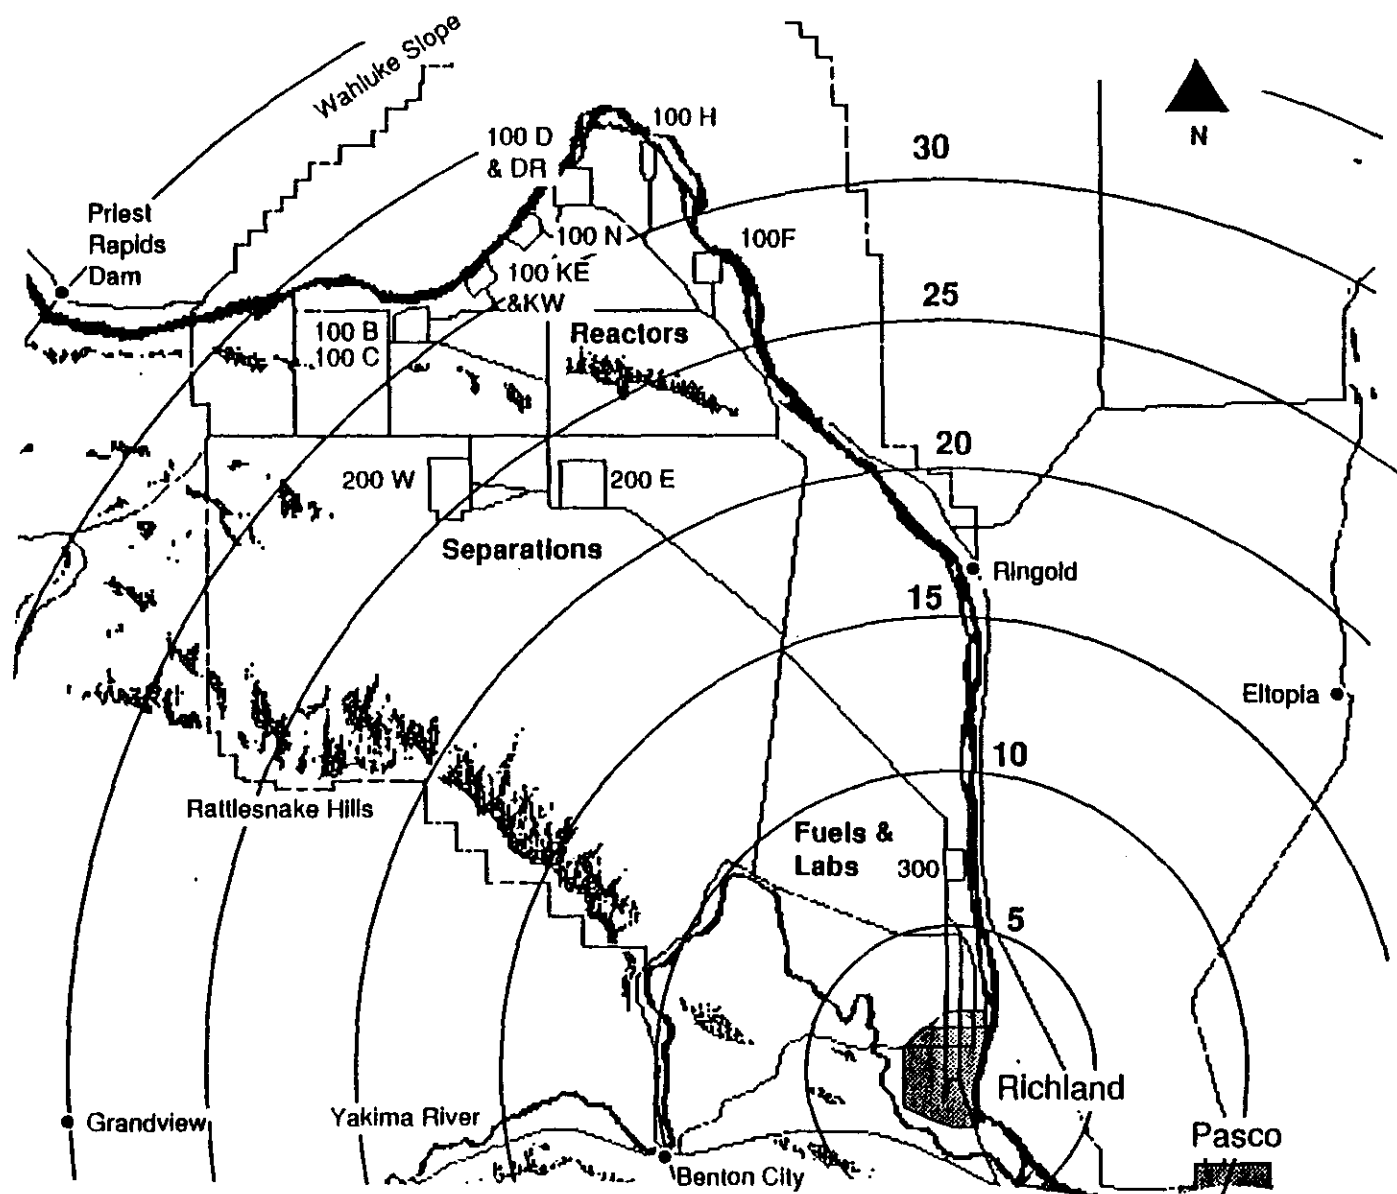 Wahluke Slope
100 H
100 D
& DR
30
N
Priest
Rapids
Dam
100 N
100F
100 KE
&KW
25
100 B
100 C
Reactors
20
200 W
200 E
Separations
Ringold
15
Eltopia
10
Rattlesnake Hills
Fuels &
Labs
300
5
Richland
Yakima River
Grandview
Pasco
Benton City